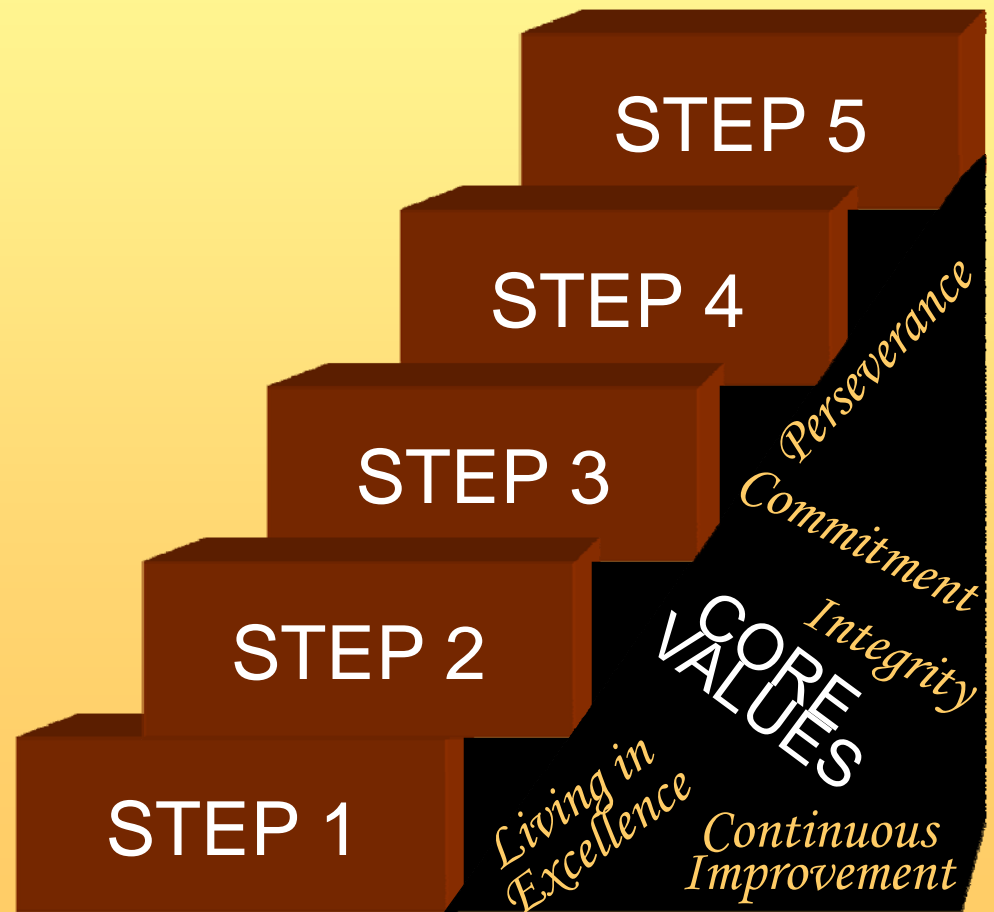 STEP 5
STEP 4
STEP 3
STEP 2
STEP 1
Perseverance
Commitment
Integrity
CORE
VALUES
Living in
Excellence
Continuous
Improvement